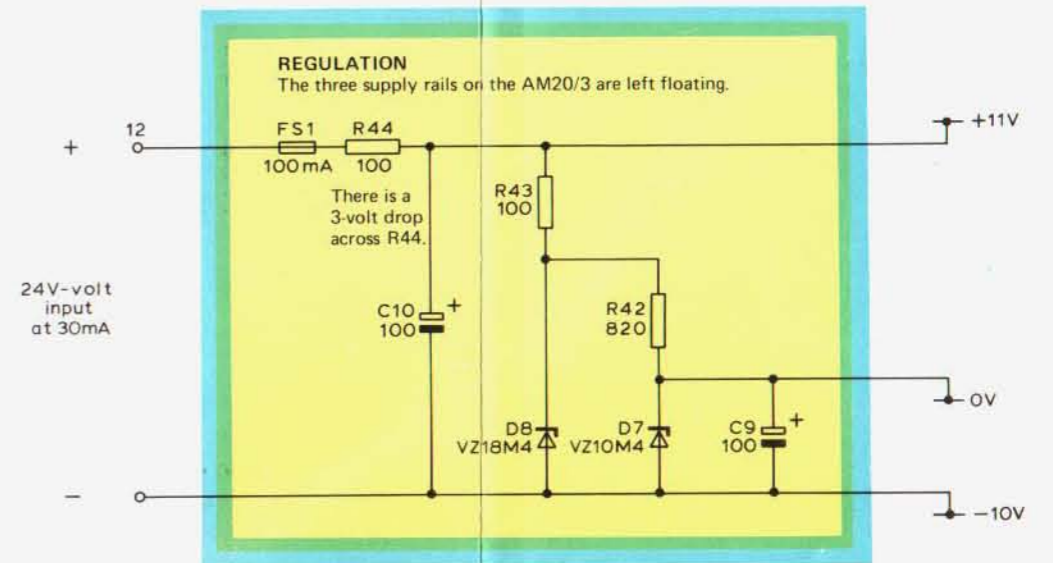 REGULATION
The three supply rails on the AM20/3 are left floating.
+11V
12
FS1
R44
+
100mA
100
There is a
3-volt drop
across R44.
R43
100
24V-volt
input
at 30mA
C10
+
100
R42
820
0V
D8
VZ18M4
D7
VZ10M4
C9
+
100
−
−10V